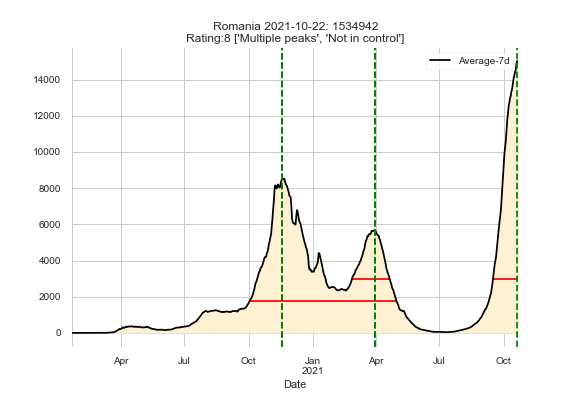 Romania 2021-10-22: 1534942
Rating:8 ['Multiple peaks', 'Not in control']
Average-7d
14000
12000
10000
8000
6000
4000
2000
0
Apr Jul Oct Jan Apr Jul Oct
2021
Date